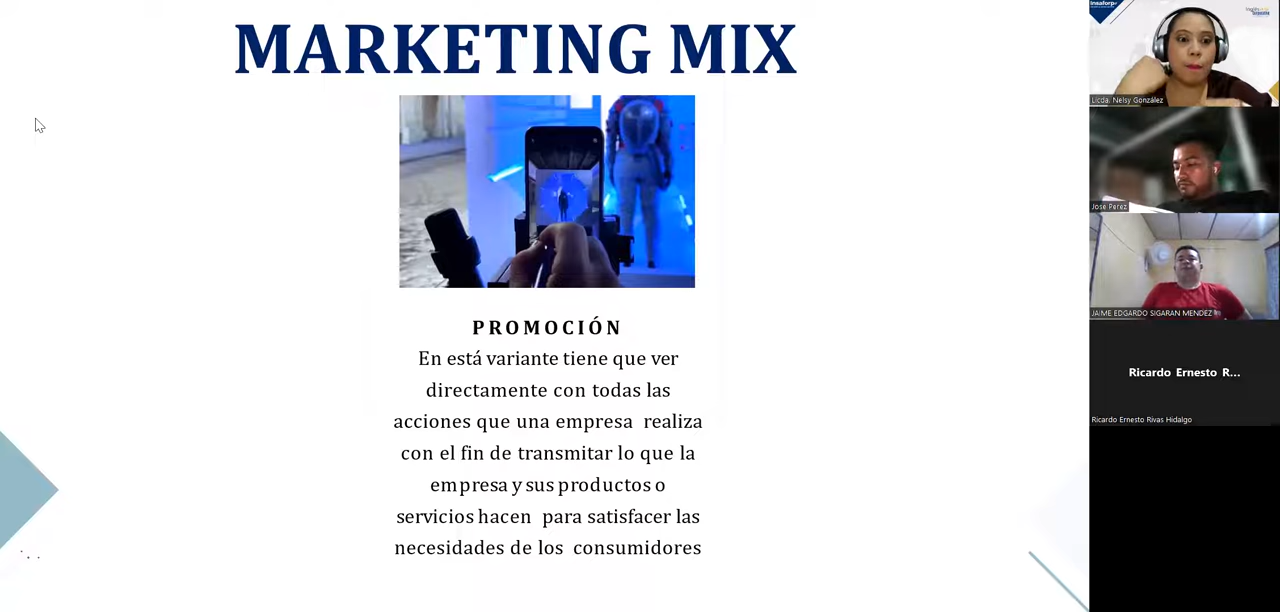 MARKETING MIX
PROMOCIÓN
En está variante tiene que ver
directamente con todas las
acciones que una empresa realiza
con el fin de transmitar lo que la
empresa y sus productos o
servicios hacen para satisfacer las
necesidades de los consumidores
Insaforp
Licda. Nelsy González
Jose Perez
JAIME EDGARDO SIGARAN MENDEZ
Ricardo Ernesto R...
Ricardo Ernesto Rivas Hidalgo